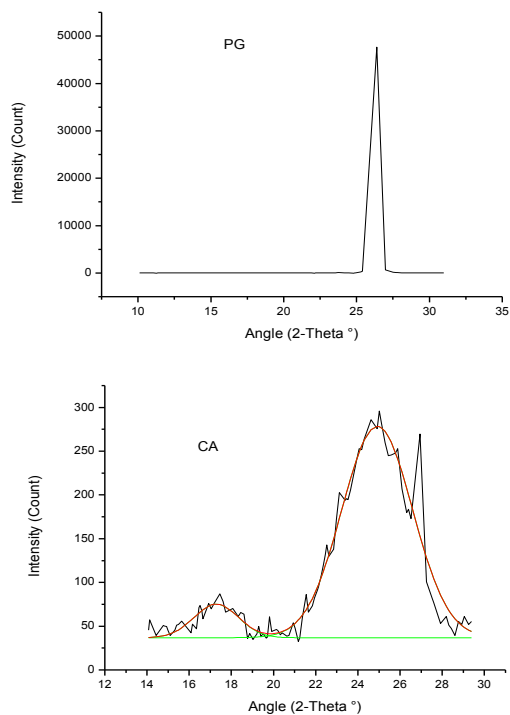 PG
50000
40000
30000
20000
10000
0
Intensity (Count)
10 15 20 25 30 35
Angle (2-Theta °)
CA
300
250
200
150
100
50
0
Intensity (Count)
12 14 16 18 20 22 24 26 28 30
Angle (2-Theta °)